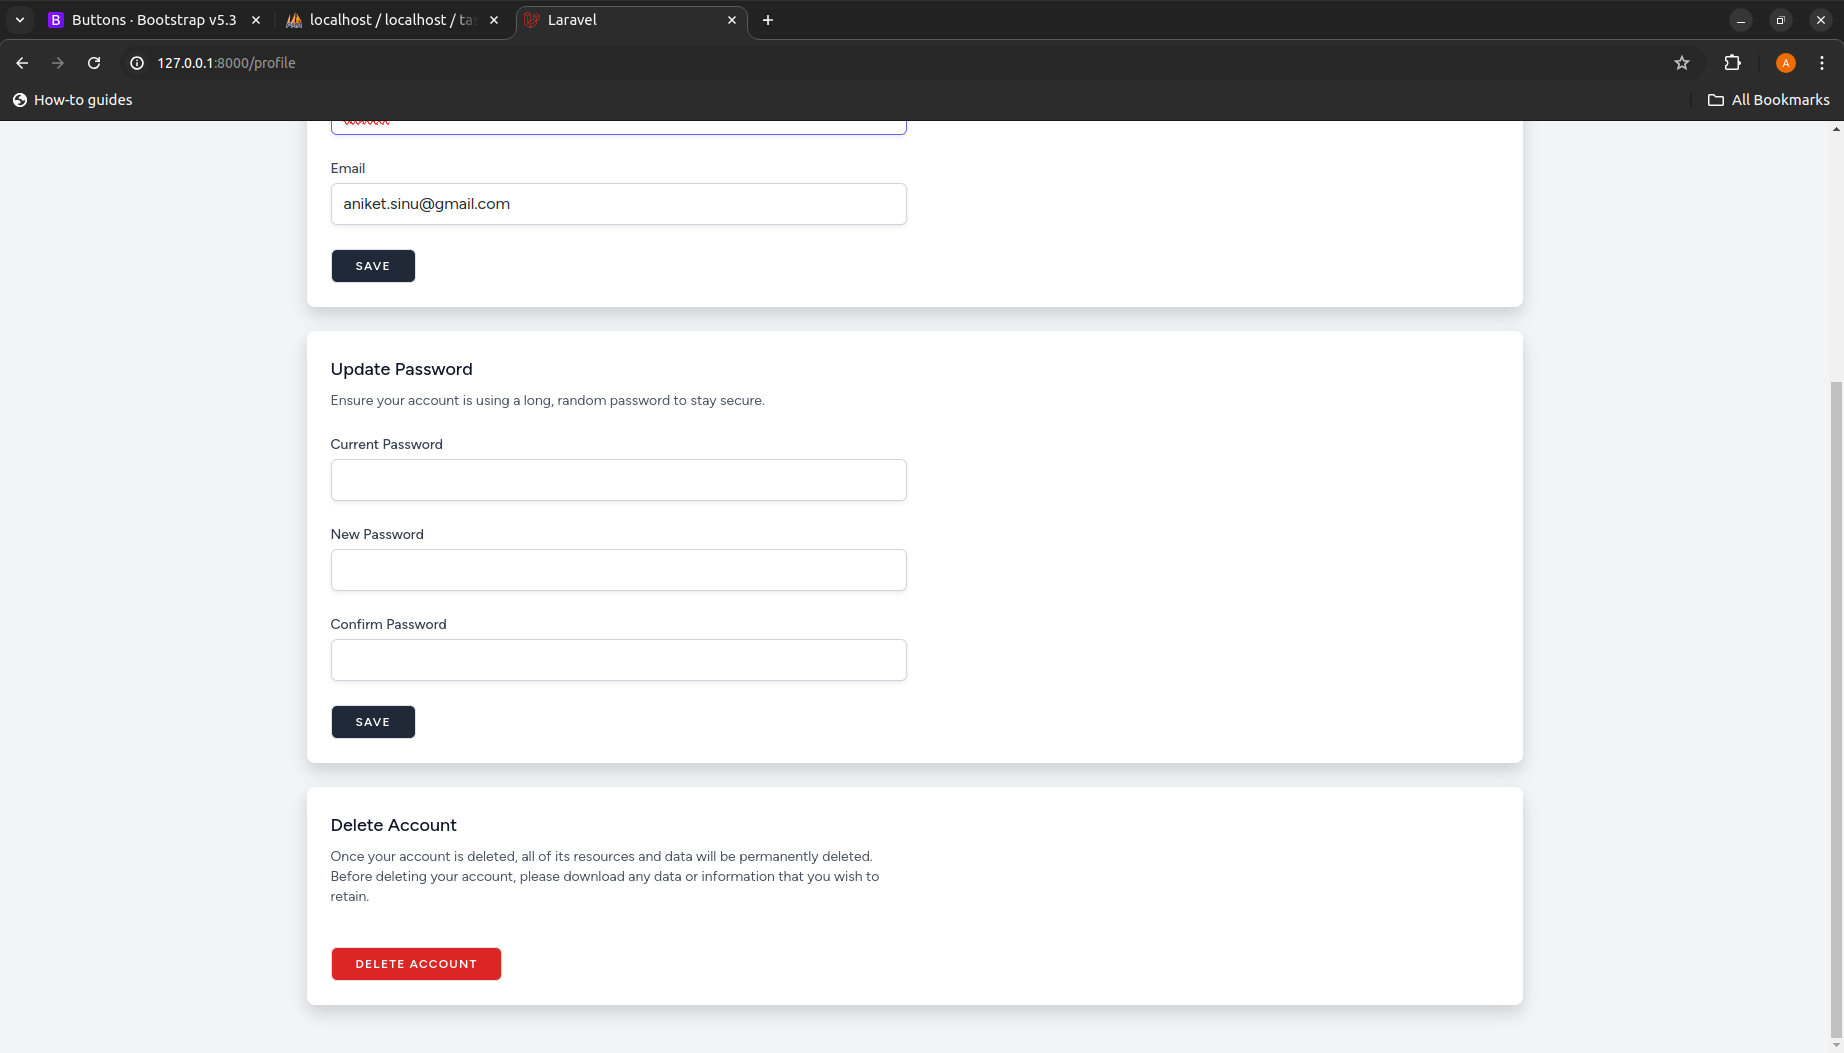 Buttons · Bootstrap v5.3
localhost / localhost / tas
Laravel
127.0.0.1:8000/profile
A
How-to guides
All Bookmarks
Email
aniket.sinu@gmail.com
SAVE
Update Password
Ensure your account is using a long, random password to stay secure.
Current Password
New Password
Confirm Password
SAVE
Delete Account
Once your account is deleted, all of its resources and data will be permanently deleted.
Before deleting your account, please download any data or information that you wish to
retain.
DELETE ACCOUNT